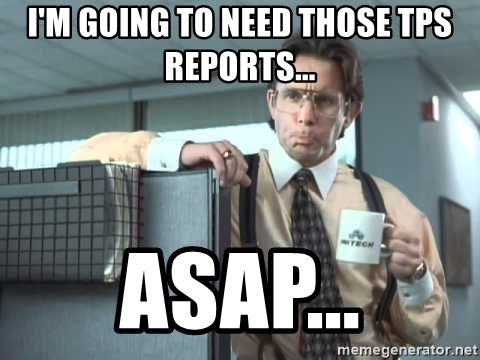 I'M GOING TO NEED THOSE TPS
REPORTS...
INITECH
ASAP...
memegenerator.net